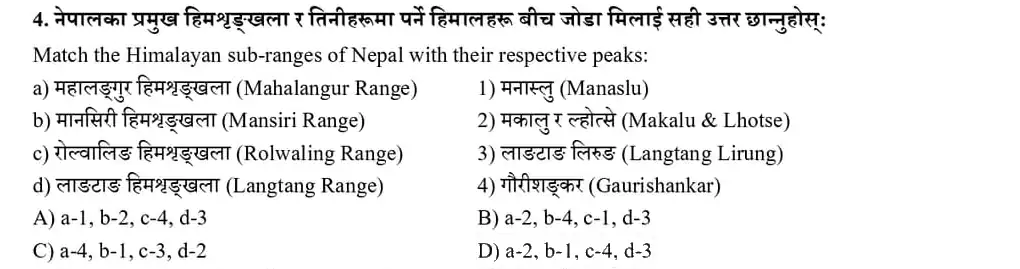 4. नेपालका प्रमुख हिमशृङ्खला र तिनीहरूमा पर्ने हिमालहरू बीच जोडा मिलाई सही उत्तर छान्नुहोस्:
Match the Himalayan sub-ranges of Nepal with their respective peaks:
a) महालङ्गुर हिमशृङ्खला (Mahalangur Range) 1) मनास्लु (Manaslu)
b) मानसिरी हिमशृङ्खला (Mansiri Range) 2) मकालु र ल्होत्से (Makalu & Lhotse)
c) रोल्वालिङ हिमशृङ्खला (Rolwaling Range) 3) लाङटाङ लिरुङ (Langtang Lirung)
d) लाङटाङ हिमशृङ्खला (Langtang Range) 4) गौरीशङ्कर (Gaurishankar)
A) a-1, b-2, c-4, d-3 B) a-2, b-4, c-1, d-3
C) a-4, b-1, c-3, d-2 D) a-2, b-1, c-4, d-3